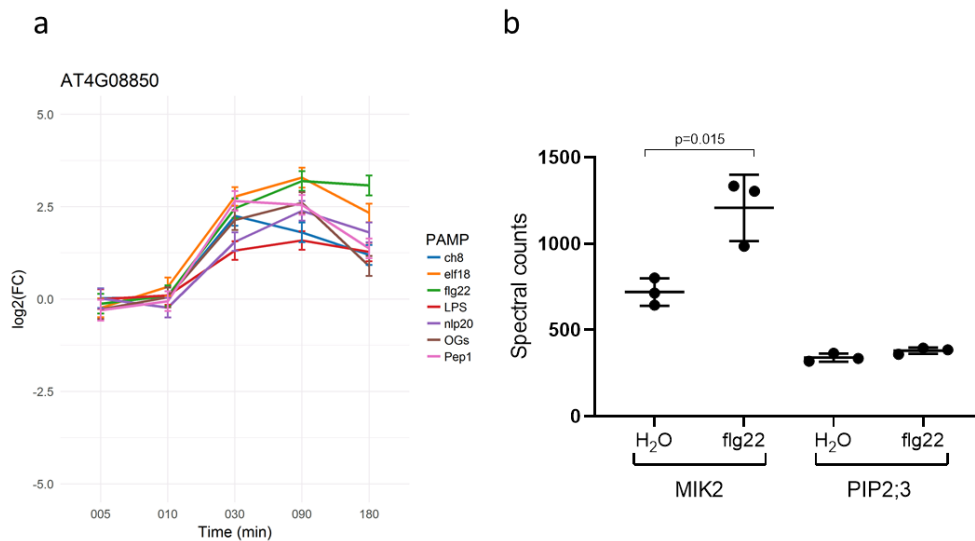 a
AT4G08850
5.0
2.5
0.0
-2.5
-5.0
log2(FC)
005 010 030 090 180
Time (min)
PAMP
ch8
elf18
flg22
LPS
nlp20
OGs
Pep1
b
p=0.015
1500
1000
500
0
Spectral counts
H₂O flg22 H₂O flg22
MIK2 PIP2;3